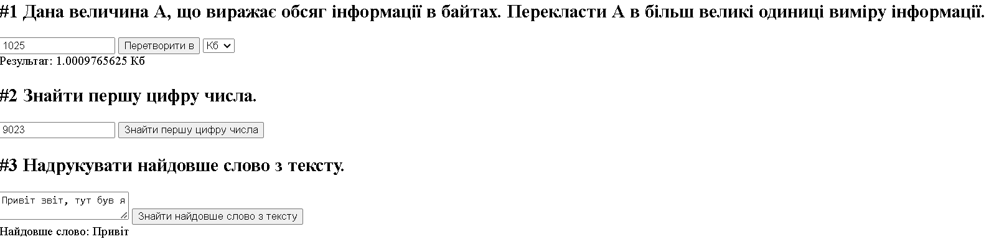 #1 Дана величина А, що виражає обсяг інформації в байтах. Перекласти А в більш великі одиниці виміру інформації.
1025 Перетворити в Кб
Результат: 1.0009765625 Кб
#2 Знайти першу цифру числа.
9023 Знайти першу цифру числа
#3 Надрукувати найдовше слово з тексту.
Привіт звіт, тут був я
Знайти найдовше слово з тексту
Найдовше слово: Привіт